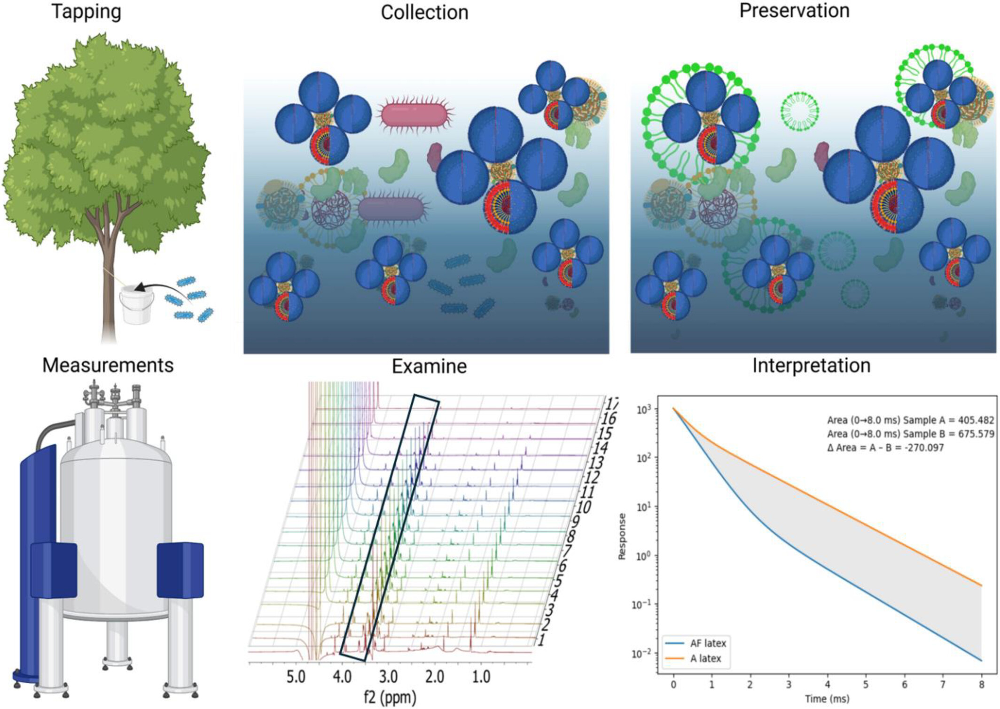 Tapping
Collection
Preservation
Measurements
Examine
Interpretation
17
16
15
14
13
12
11
10
9
8
7
6
5
4
3
2
1
5.0 4.0 3.0 2.0 1.0
f2 (ppm)
10³
10²
10¹
10⁰
10⁻¹
10⁻²
Response
Area (0→8.0 ms) Sample A = 405.482
Area (0→8.0 ms) Sample B = 675.579
Δ Area = A – B = -270.097
AF latex
A latex
0 1 2 3 4 5 6 7 8
Time (ms)